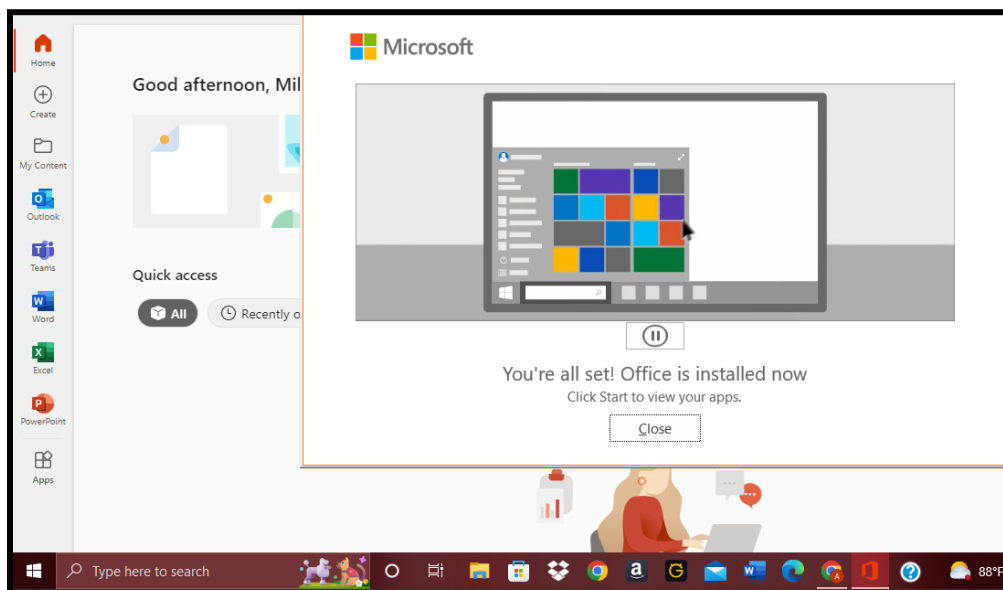 Home
Create
My Content
Outlook
Teams
Word
Excel
PowerPoint
Apps
Good afternoon, Mil
Quick access
All
Recently o
Microsoft
You're all set! Office is installed now
Click Start to view your apps.
Close
Type here to search
88°F